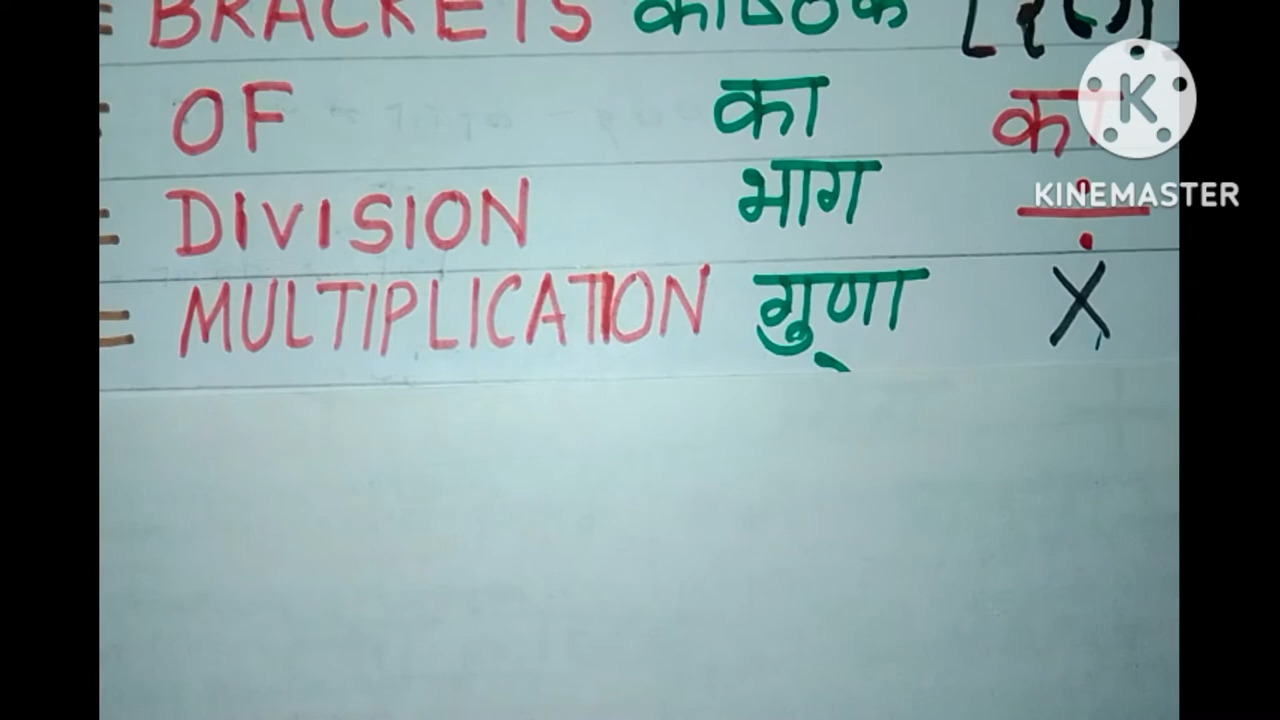 = BRACKETS कोष्ठक [{()}]
= OF का का
= DIVISION भाग ÷
= MULTIPLICATION गुणा X
K
KINEMASTER